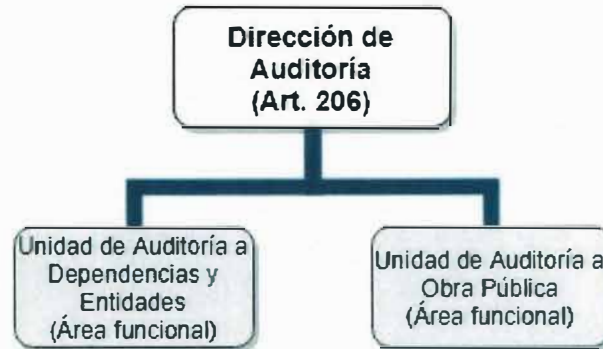 Dirección de
Auditoría
(Art. 206)
Unidad de Auditoría a
Dependencias y
Entidades
(Área funcional)
Unidad de Auditoría a
Obra Pública
(Área funcional)